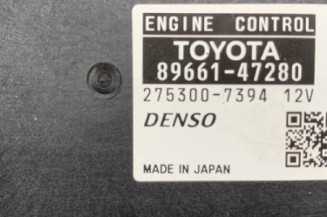 ENGINE CONTROL
TOYOTA
89661-47280
275300-7394 12V
DENSO
MADE IN JAPAN